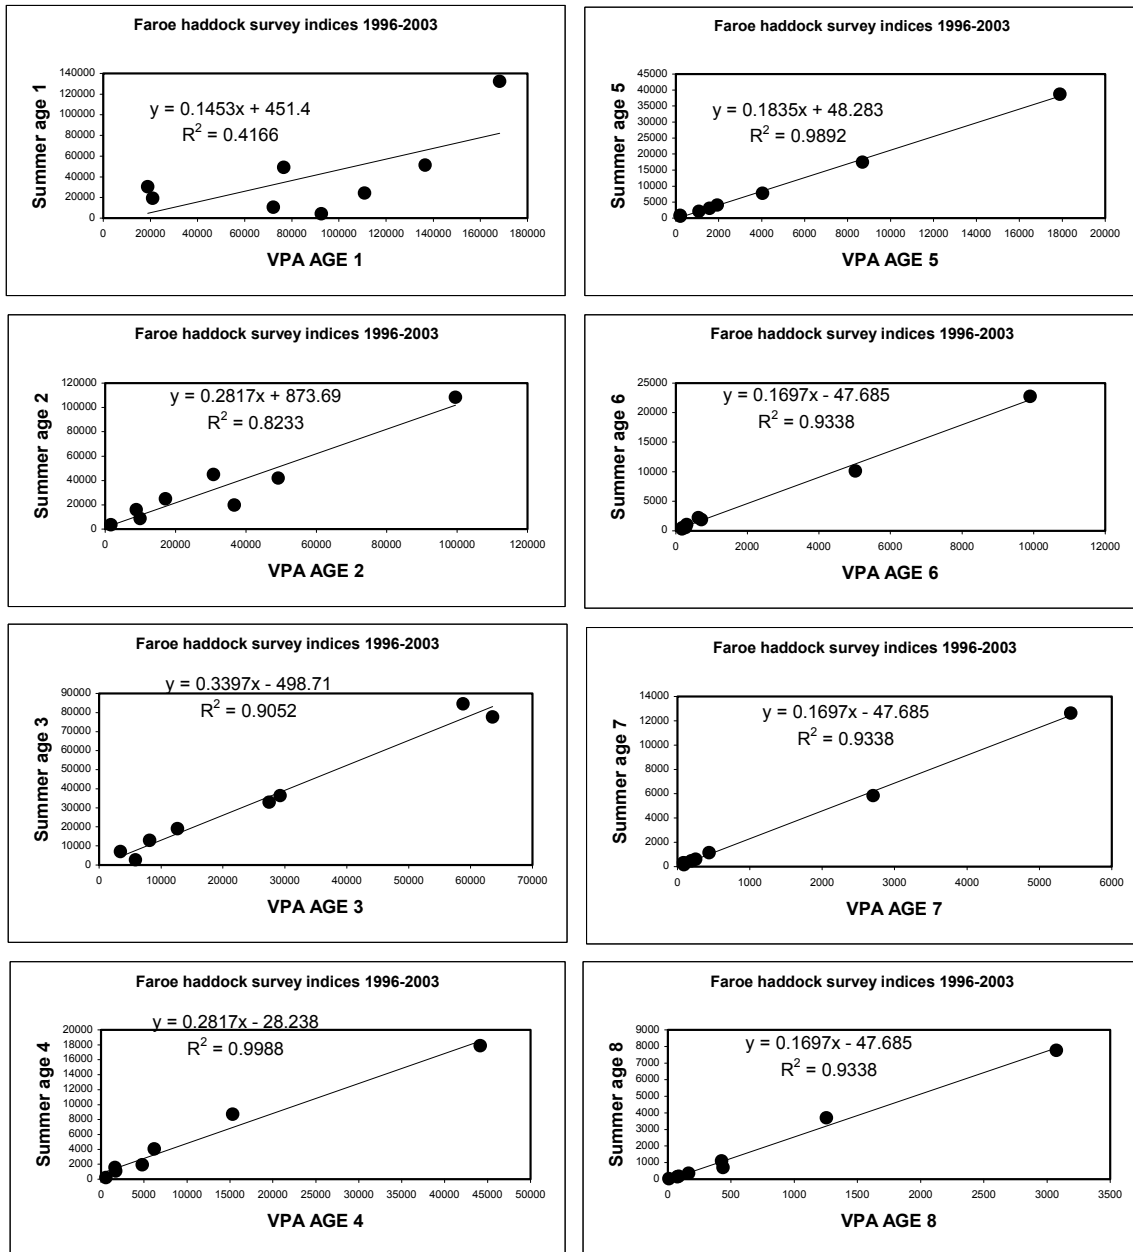 Faroe haddock survey indices 1996-2003
y = 0.1453x + 451.4
R² = 0.4166
Summer age 1
140000
120000
100000
80000
60000
40000
20000
0
0 20000 40000 60000 80000 100000 120000 140000 160000 180000
VPA AGE 1
Faroe haddock survey indices 1996-2003
y = 0.1835x + 48.283
R² = 0.9892
Summer age 5
45000
40000
35000
30000
25000
20000
15000
10000
5000
0
0 2000 4000 6000 8000 10000 12000 14000 16000 18000 20000
VPA AGE 5
Faroe haddock survey indices 1996-2003
y = 0.2817x + 873.69
R² = 0.8233
Summer age 2
120000
100000
80000
60000
40000
20000
0
0 20000 40000 60000 80000 100000 120000
VPA AGE 2
Faroe haddock survey indices 1996-2003
y = 0.1697x - 47.685
R² = 0.9338
Summer age 6
25000
20000
15000
10000
5000
0
0 2000 4000 6000 8000 10000 12000
VPA AGE 6
Faroe haddock survey indices 1996-2003
y = 0.3397x - 498.71
R² = 0.9052
Summer age 3
90000
80000
70000
60000
50000
40000
30000
20000
10000
0
0 10000 20000 30000 40000 50000 60000 70000
VPA AGE 3
Faroe haddock survey indices 1996-2003
y = 0.1697x - 47.685
R² = 0.9338
Summer age 7
14000
12000
10000
8000
6000
4000
2000
0
0 1000 2000 3000 4000 5000 6000
VPA AGE 7
Faroe haddock survey indices 1996-2003
y = 0.2817x - 28.238
R² = 0.9988
Summer age 4
20000
18000
16000
14000
12000
10000
8000
6000
4000
2000
0
0 5000 10000 15000 20000 25000 30000 35000 40000 45000 50000
VPA AGE 4
Faroe haddock survey indices 1996-2003
y = 0.1697x - 47.685
R² = 0.9338
Summer age 8
9000
8000
7000
6000
5000
4000
3000
2000
1000
0
0 500 1000 1500 2000 2500 3000 3500
VPA AGE 8